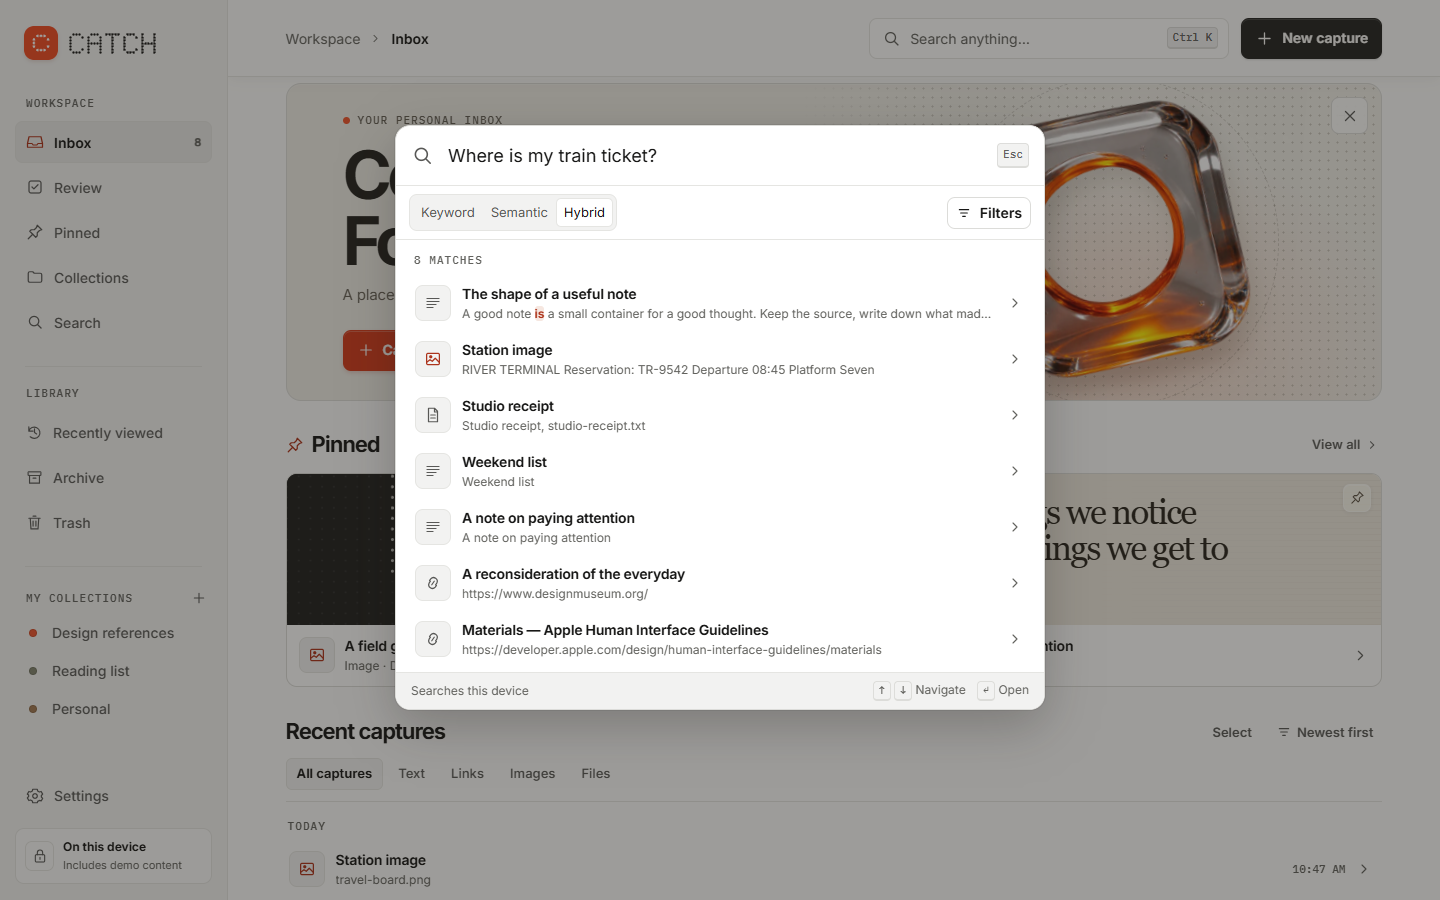 CATCH
WORKSPACE
Inbox 8
Review
Pinned
Collections
Search
LIBRARY
Recently viewed
Archive
Trash
MY COLLECTIONS
Design references
Reading list
Personal
Settings
On this device
Includes demo content
Workspace > Inbox
Search anything... Ctrl K
New capture
YOUR PERSONAL INBOX
A place
Where is my train ticket? Esc
Keyword Semantic Hybrid Filters
8 MATCHES
The shape of a useful note
A good note is a small container for a good thought. Keep the source, write down what mad...
Station image
RIVER TERMINAL Reservation: TR-9542 Departure 08:45 Platform Seven
Studio receipt
Studio receipt, studio-receipt.txt
Weekend list
Weekend list
A note on paying attention
A note on paying attention
A reconsideration of the everyday
https://www.designmuseum.org/
Materials — Apple Human Interface Guidelines
https://developer.apple.com/design/human-interface-guidelines/materials
Searches this device ↑ ↓ Navigate ↵ Open
Pinned View all
we notice
we get to
A field
Image ·
Recent captures Select Newest first
All captures Text Links Images Files
TODAY
Station image
travel-board.png
10:47 AM